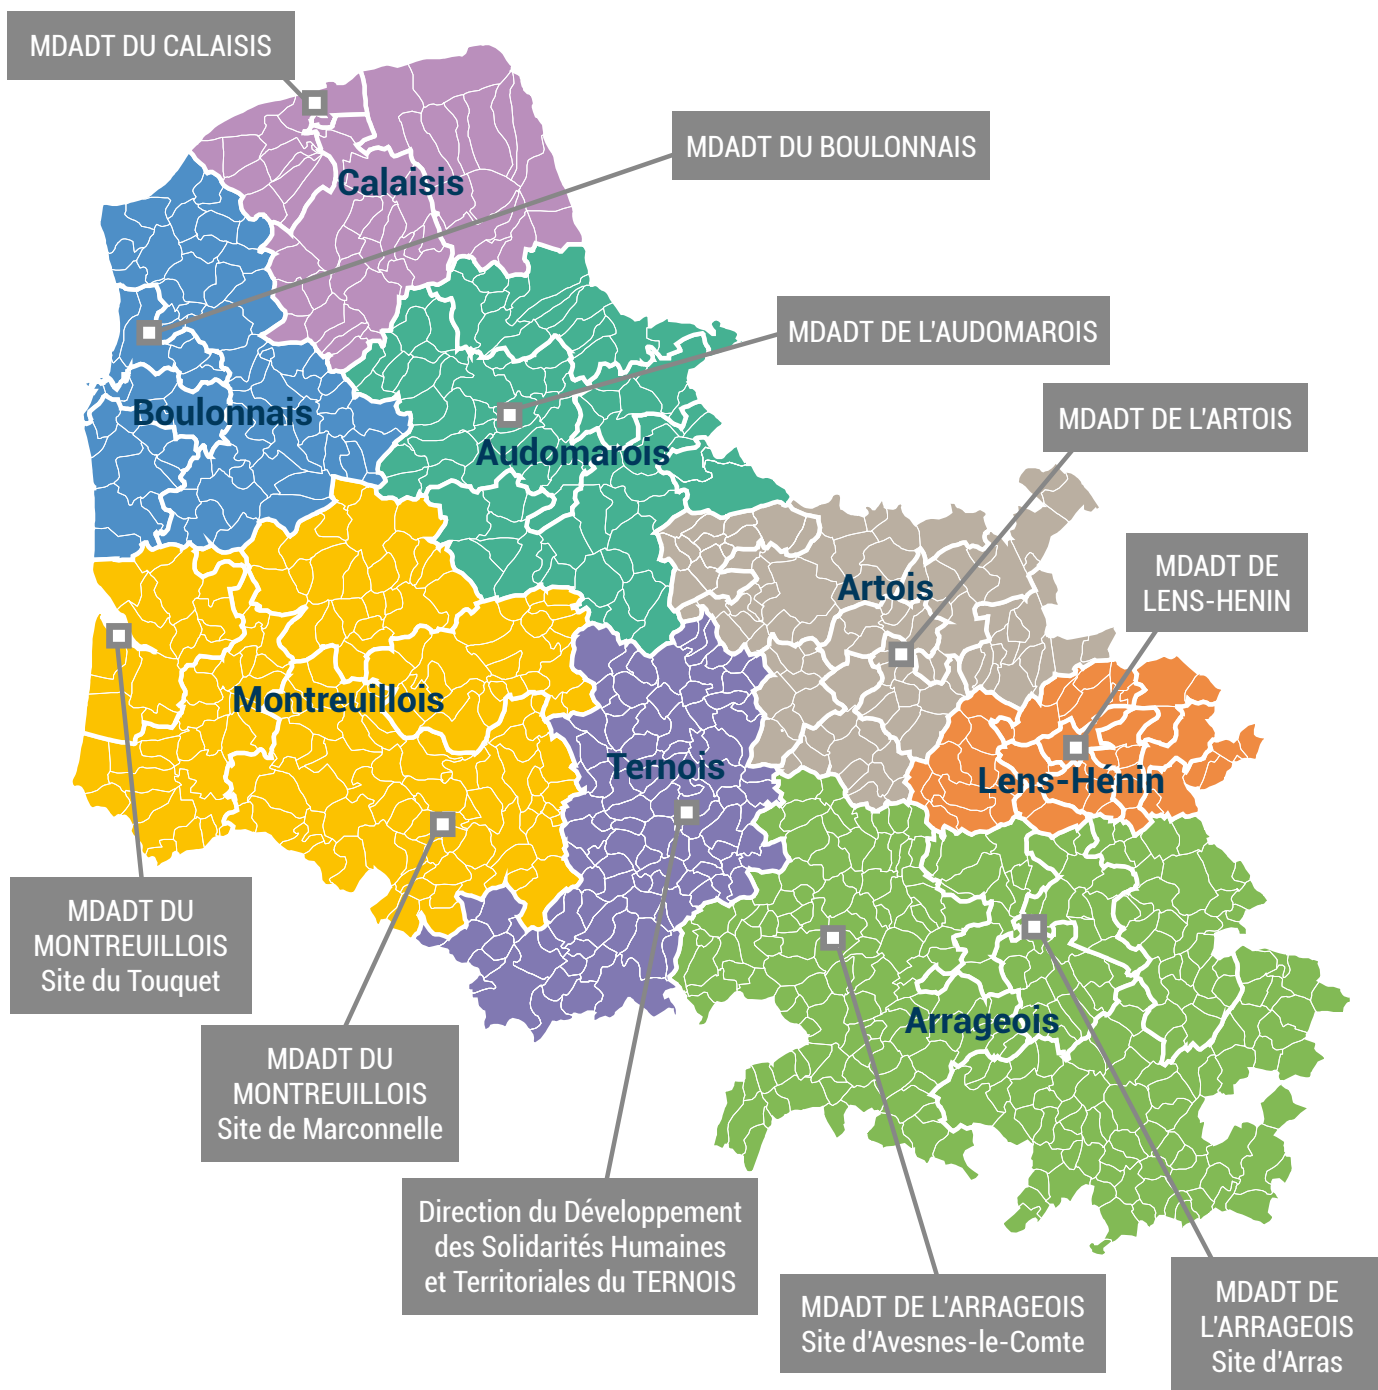 MDADT DU CALAISIS
MDADT DU BOULONNAIS
Calaisis
MDADT DE L'AUDOMAROIS
MDADT DE L'ARTOIS
Boulonnais
Audomarois
MDADT DE
LENS-HENIN
Artois
Montreuillois
Ternois
Lens-Hénin
MDADT DU
MONTREUILLOIS
Site du Touquet
Arrageois
MDADT DU
MONTREUILLOIS
Site de Marconnelle
Direction du Développement
des Solidarités Humaines
et Territoriales du TERNOIS
MDADT DE L'ARRAGEOIS
Site d'Avesnes-le-Comte
MDADT DE
L'ARRAGEOIS
Site d'Arras